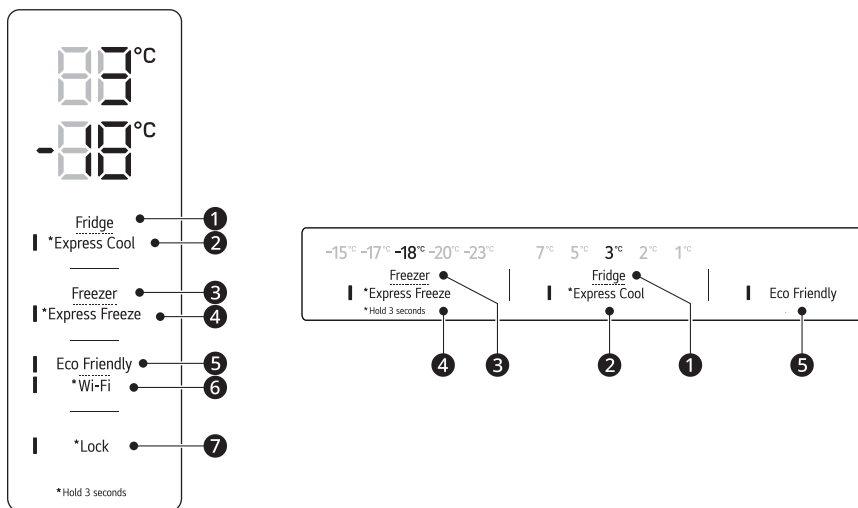 3°C
-18°C
Fridge
*Express Cool
Freezer
*Express Freeze
Eco Friendly
*Wi-Fi
*Lock
*Hold 3 seconds
1
2
3
4
5
6
7
-15°C -17°C -18°C -20°C -23°C 7°C 5°C 3°C 2°C 1°C
Freezer Fridge
*Express Freeze *Express Cool Eco Friendly
*Hold 3 seconds
4 3 2 1 5